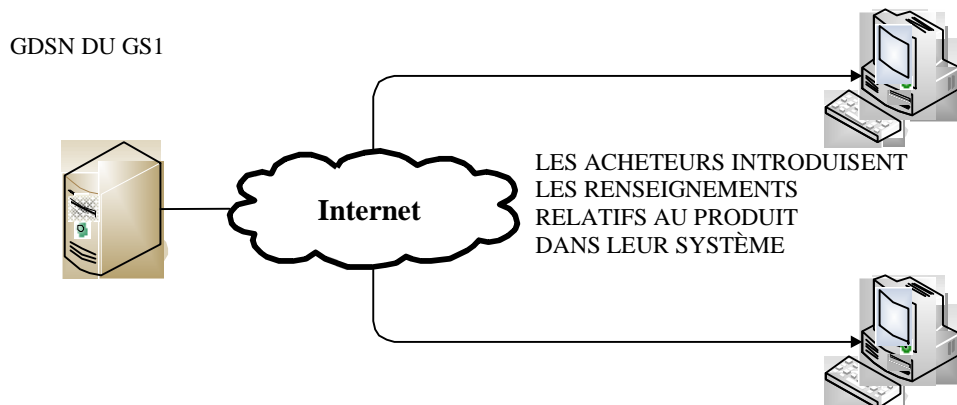 GDSN DU GS1
Internet
LES ACHETEURS INTRODUISENT
LES RENSEIGNEMENTS
RELATIFS AU PRODUIT
DANS LEUR SYSTÈME